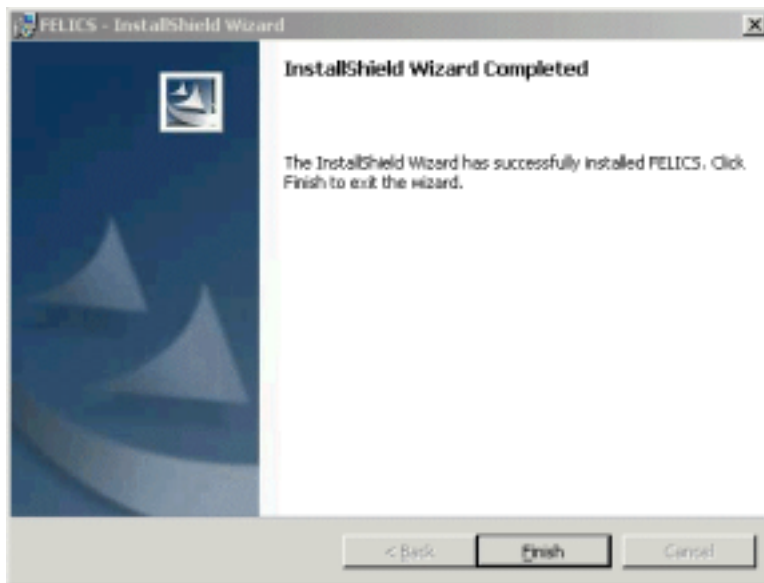 FELICS - InstallShield Wizard
InstallShield Wizard Completed
The InstallShield Wizard has successfully installed FELICS. Click
Finish to exit the wizard.
< Back
Finish
Cancel